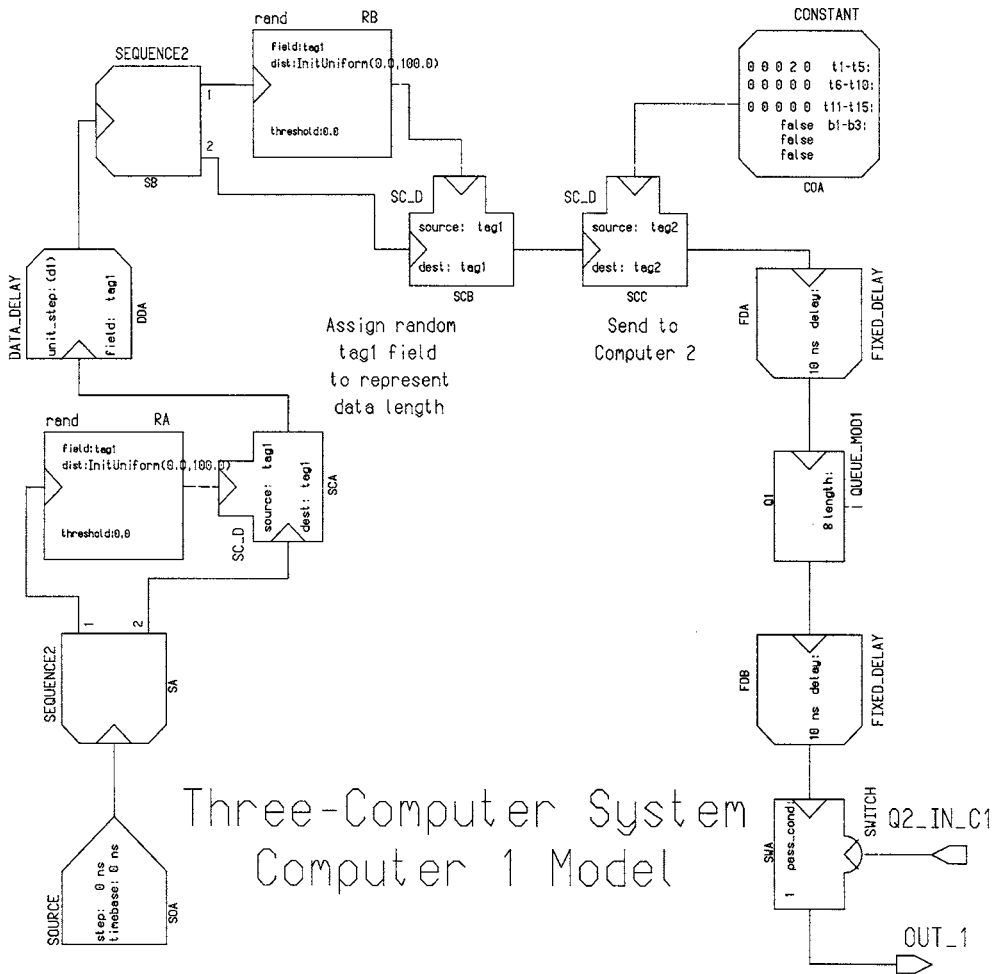 rand RB
field:tag1
dist:InitUniform(0.0,100.0)
threshold:0.0
SEQUENCE2
1
2
SB
CONSTANT
0 0 0 2 0 t1-t5:
0 0 0 0 0 t6-t10:
0 0 0 0 0 t11-t15:
false b1-b3:
false
false
COA
SC_D
source: tag1
dest: tag1
SCB
SC_D
source: tag2
dest: tag2
SCC
Assign random
tag1 field
to represent
data length
Send to
Computer 2
DATA_DELAY
unit_step: (d1)
field: tag1
DDA
FDA
10 ns delay:
FIXED_DELAY
rand RA
field:tag1
dist:InitUniform(0.0,100.0)
threshold:0.0
SC_D
source: tag1
dest: tag1
SCA
Q1
8 length:
QUEUE_MOD1
SEQUENCE2
1
2
SA
FDB
10 ns delay:
FIXED_DELAY
SOURCE
step: 0 ns
timebase: 0 ns
SOA
Three-Computer System
Computer 1 Model
SWA
1 pass_cond:
SWITCH
Q2_IN_C1
OUT_1